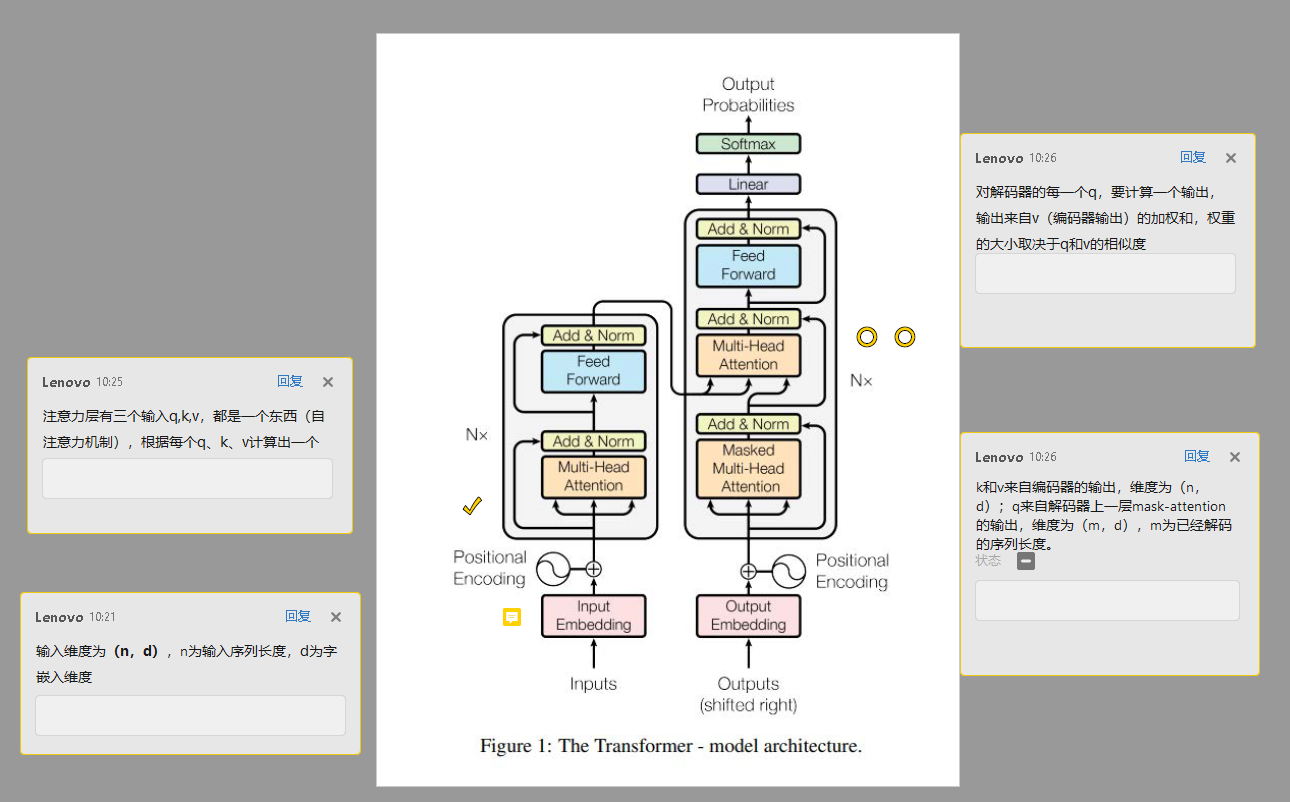 Output
Probabilities
Softmax
Linear
Add & Norm
Feed
Forward
Add & Norm
Multi-Head
Attention
N×
Add & Norm
Masked
Multi-Head
Attention
Add & Norm
Feed
Forward
N×
Add & Norm
Multi-Head
Attention
Positional
Encoding
Positional
Encoding
Input
Embedding
Output
Embedding
Inputs
Outputs
(shifted right)
Figure 1: The Transformer - model architecture.
Lenovo 10:25 回复
注意力层有三个输入q,k,v，都是一个东西（自
注意力机制），根据每个q、k、v计算出一个
Lenovo 10:21 回复
输入维度为（n，d），n为输入序列长度，d为字
嵌入维度
Lenovo 10:26 回复
对解码器的每一个q，要计算一个输出，
输出来自v（编码器输出）的加权和，权重
的大小取决于q和v的相似度
Lenovo 10:26 回复
k和v来自编码器的输出，维度为（n，
d）；q来自解码器上一层mask-attention
的输出，维度为（m，d），m为已经解码
的序列长度。
状态